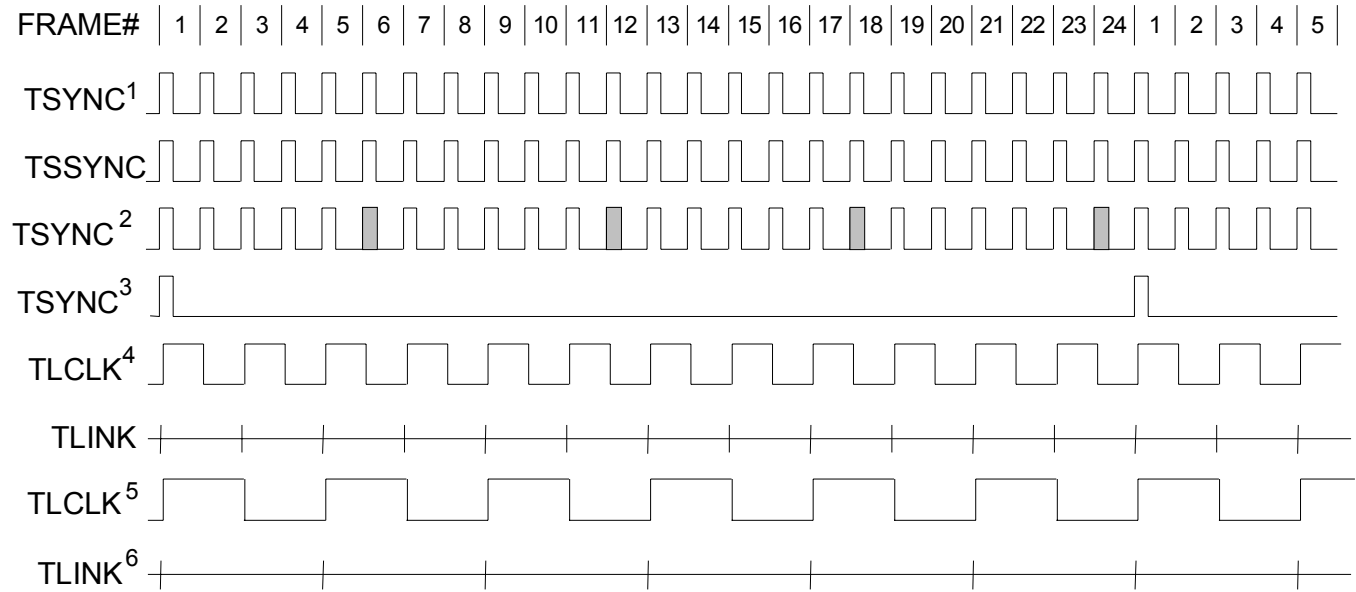 FRAME# 1 2 3 4 5 6 7 8 9 10 11 12 13 14 15 16 17 18 19 20 21 22 23 24 1 2 3 4 5
TSYNC1
TSSYNC
TSYNC2
TSYNC3
TLCLK4
TLINK
TLCLK5
TLINK6